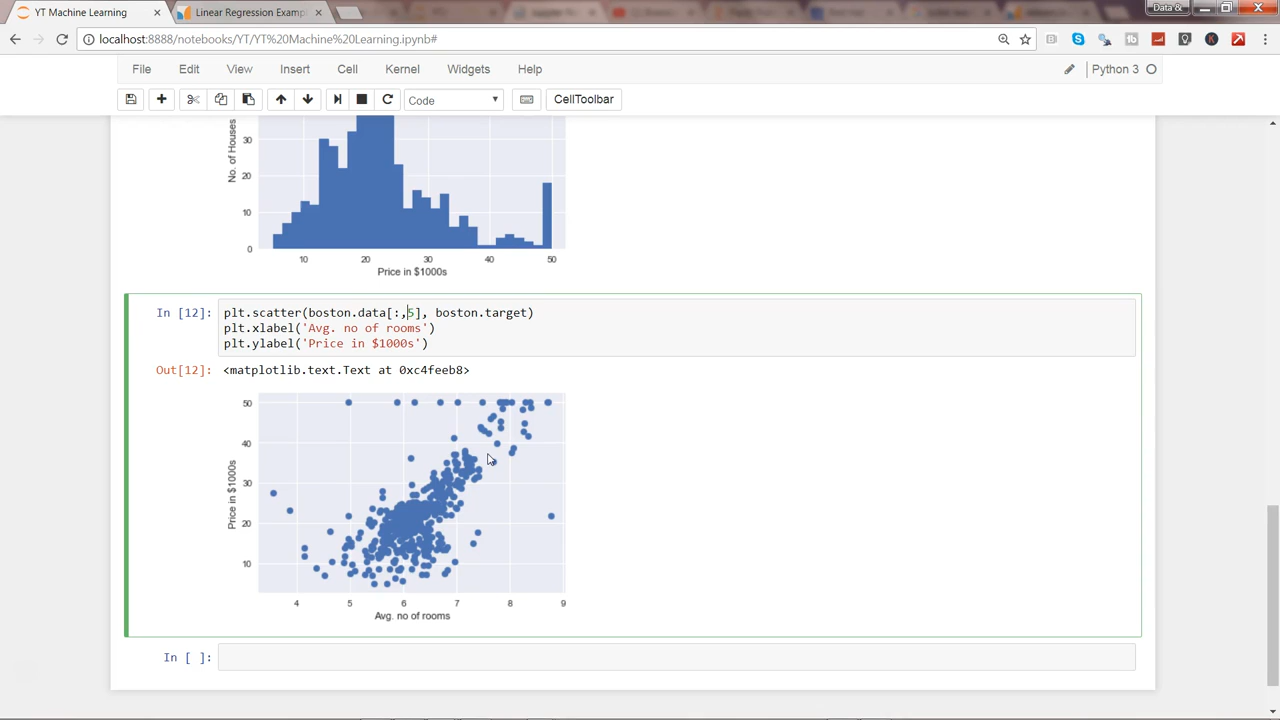 YT Machine Learning
Linear Regression Exampl
Data &
localhost:8888/notebooks/YT/YT%20Machine%20Learning.ipynb#
File Edit View Insert Cell Kernel Widgets Help
Python 3
Code
CellToolbar
No. of Houses
30
20
10
0
10 20 30 40 50
Price in $1000s
In [12]:
plt.scatter(boston.data[:,5], boston.target)
plt.xlabel('Avg. no of rooms')
plt.ylabel('Price in $1000s')
Out[12]:
<matplotlib.text.Text at 0xc4feeb8>
Price in $1000s
50
40
30
20
10
4 5 6 7 8 9
Avg. no of rooms
In [ ]: